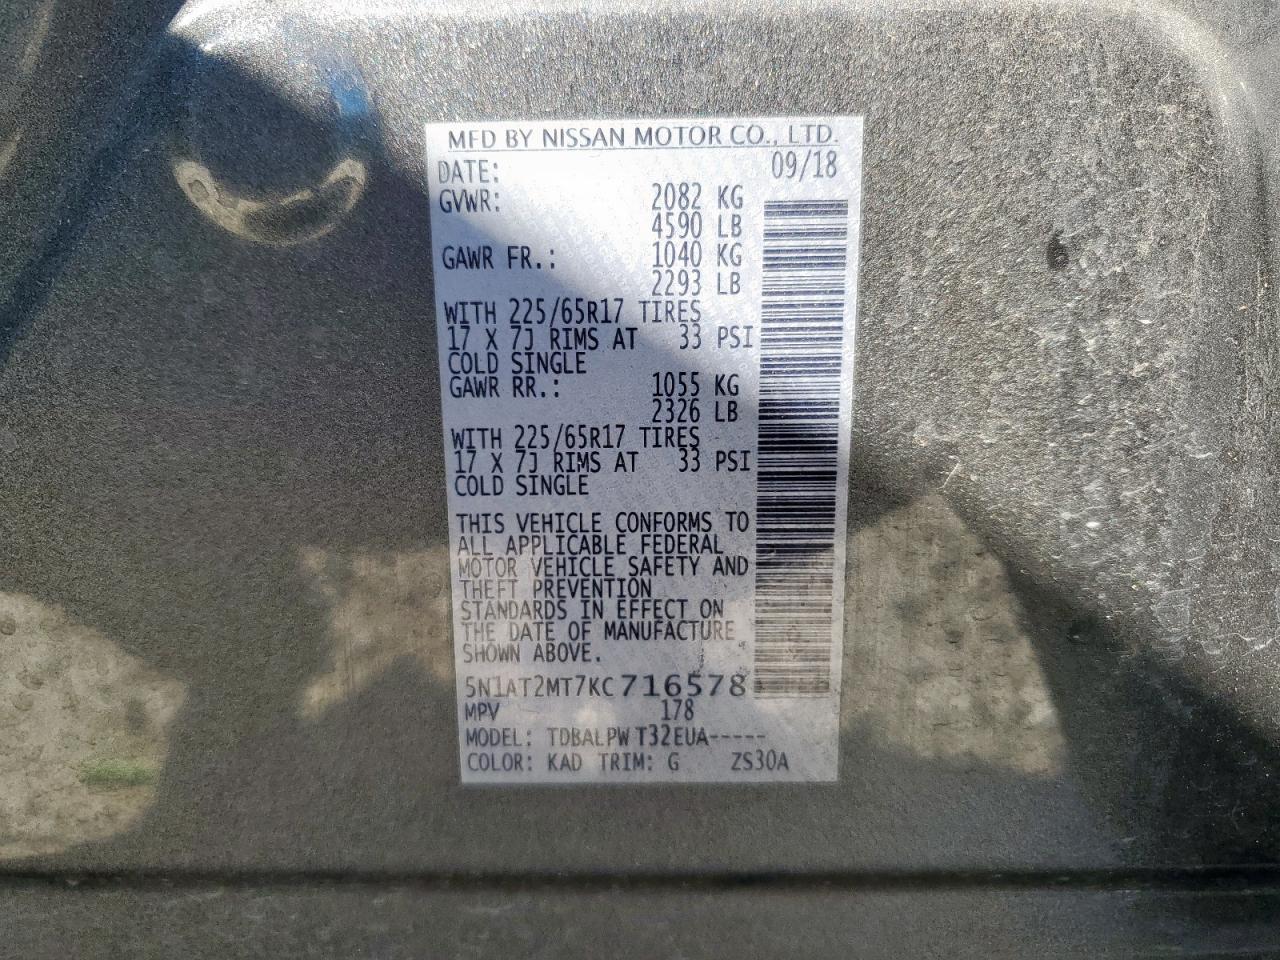 MFD BY NISSAN MOTOR CO., LTD.
DATE: 09/18
GVWR: 2082 KG
4590 LB
GAWR FR.: 1040 KG
2293 LB
WITH 225/65R17 TIRES
17 X 7J RIMS AT 33 PSI
COLD SINGLE
GAWR RR.: 1055 KG
2326 LB
WITH 225/65R17 TIRES
17 X 7J RIMS AT 33 PSI
COLD SINGLE
THIS VEHICLE CONFORMS TO
ALL APPLICABLE FEDERAL
MOTOR VEHICLE SAFETY AND
THEFT PREVENTION
STANDARDS IN EFFECT ON
THE DATE OF MANUFACTURE
SHOWN ABOVE.
5N1AT2MT7KC716578
MPV 178
MODEL: TDBALPW T32EUA-----
COLOR: KAD TRIM: G ZS30A